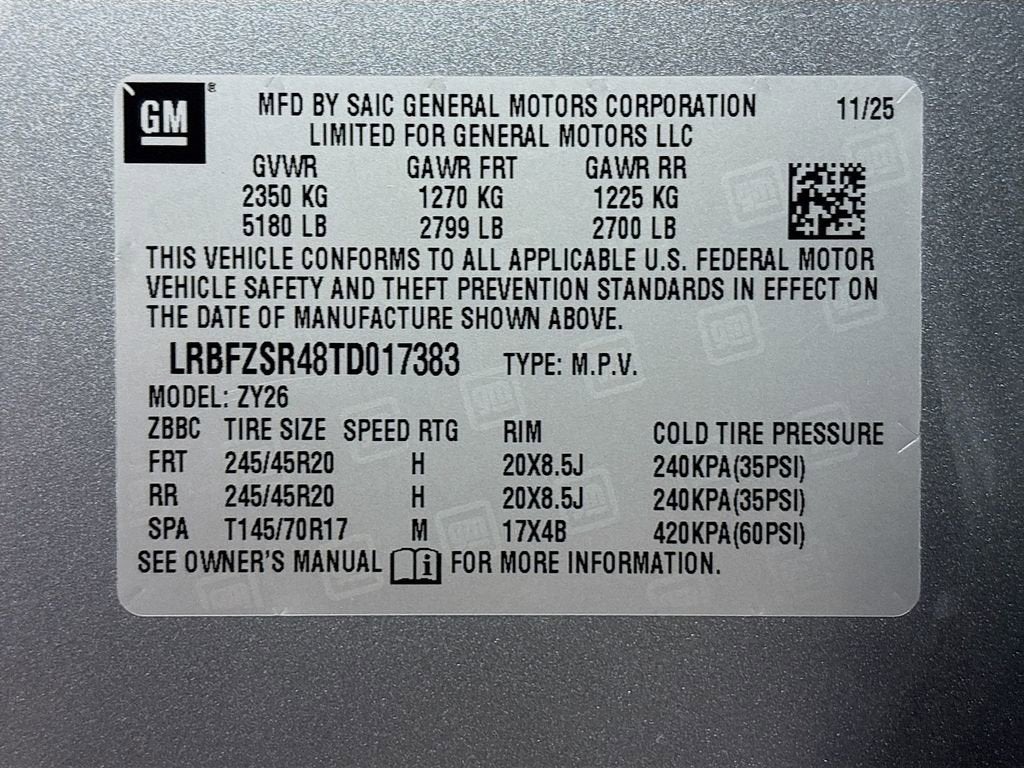 GM®
MFD BY SAIC GENERAL MOTORS CORPORATION 11/25
LIMITED FOR GENERAL MOTORS LLC
GVWR GAWR FRT GAWR RR
2350 KG 1270 KG 1225 KG
5180 LB 2799 LB 2700 LB
THIS VEHICLE CONFORMS TO ALL APPLICABLE U.S. FEDERAL MOTOR
VEHICLE SAFETY AND THEFT PREVENTION STANDARDS IN EFFECT ON
THE DATE OF MANUFACTURE SHOWN ABOVE.
LRBFZSR48TD017383 TYPE: M.P.V.
MODEL: ZY26
ZBBC TIRE SIZE SPEED RTG RIM COLD TIRE PRESSURE
FRT 245/45R20 H 20X8.5J 240KPA(35PSI)
RR 245/45R20 H 20X8.5J 240KPA(35PSI)
SPA T145/70R17 M 17X4B 420KPA(60PSI)
SEE OWNER'S MANUAL i FOR MORE INFORMATION.